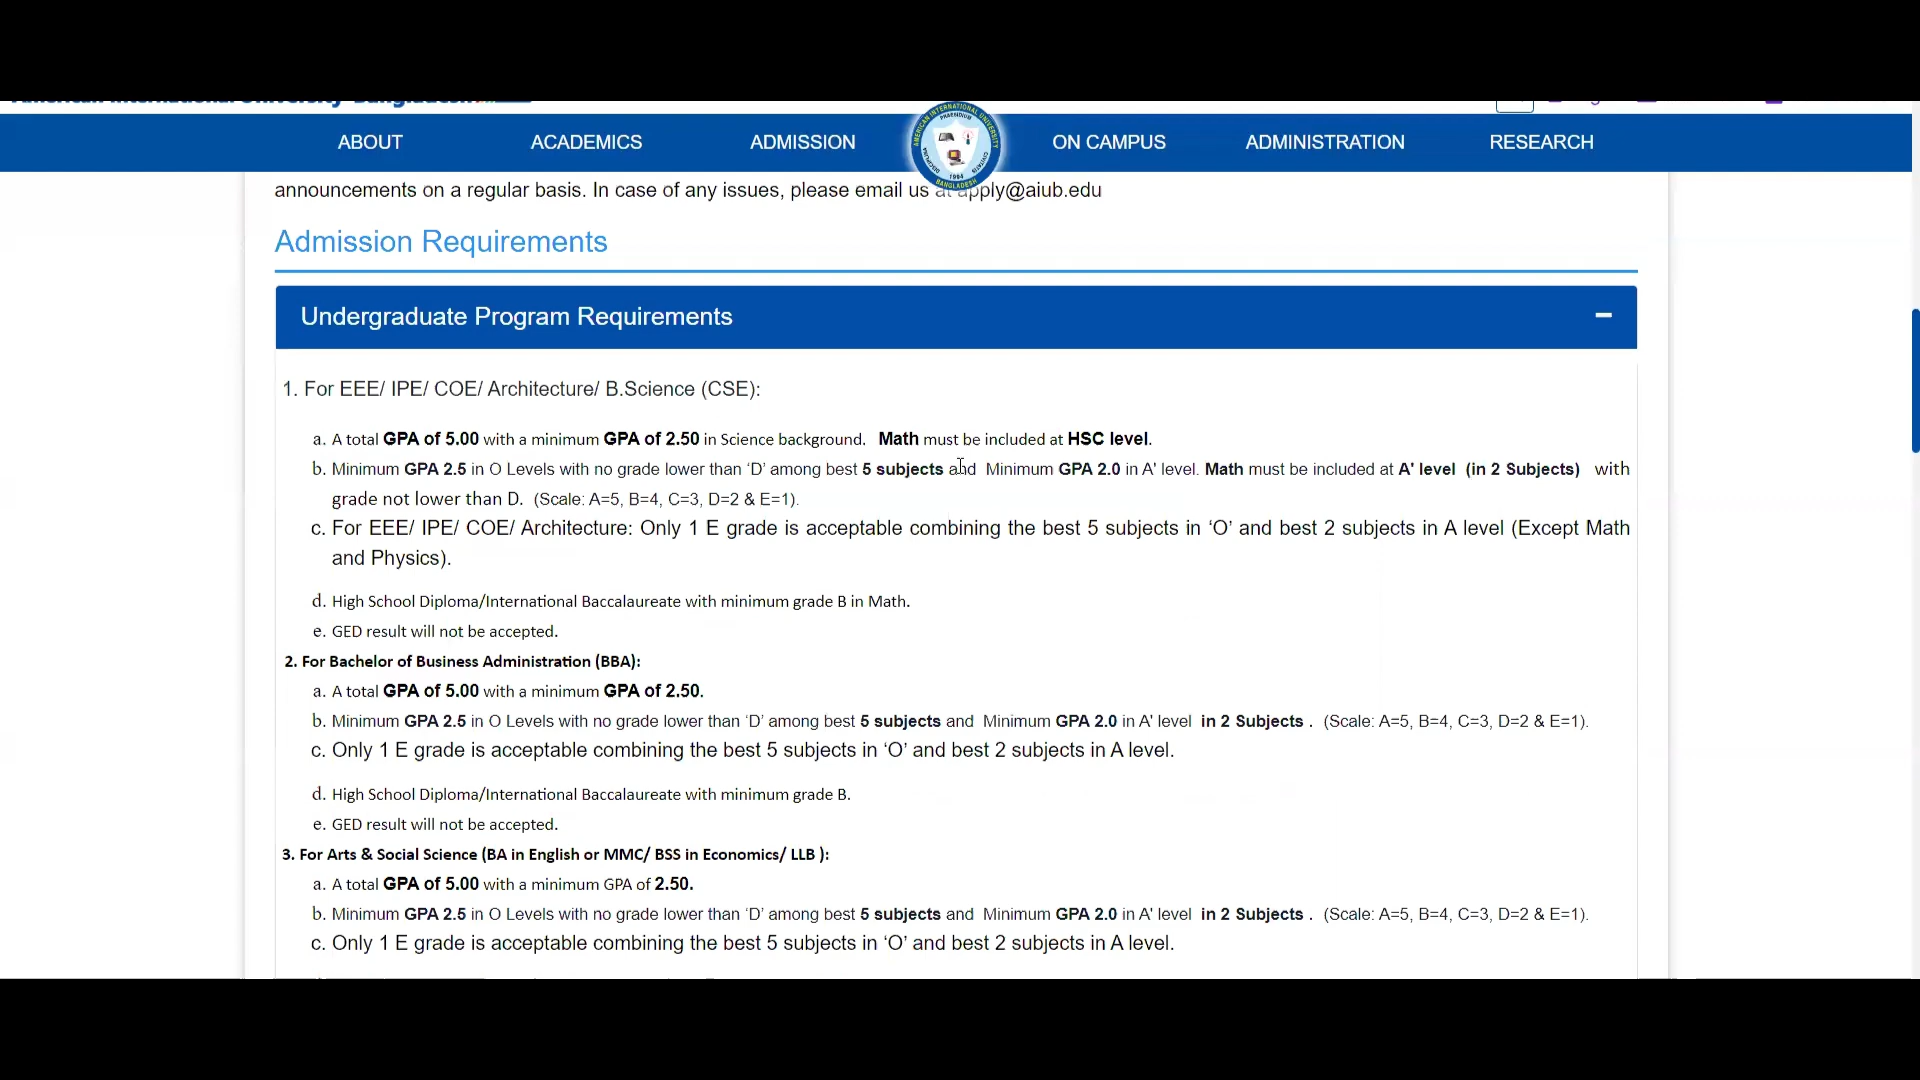 American International University-Bangladesh
ABOUT ACADEMICS ADMISSION ON CAMPUS ADMINISTRATION RESEARCH
AMERICAN INTERNATIONAL UNIVERSITY
PRAESIDIUM
DISCIPLINA
CIVITATIS
1994
BANGLADESH
announcements on a regular basis. In case of any issues, please email us at apply@aiub.edu
Admission Requirements
Undergraduate Program Requirements
1. For EEE/ IPE/ COE/ Architecture/ B.Science (CSE):
a. A total GPA of 5.00 with a minimum GPA of 2.50 in Science background. Math must be included at HSC level.
b. Minimum GPA 2.5 in O Levels with no grade lower than ‘D’ among best 5 subjects and Minimum GPA 2.0 in A' level. Math must be included at A' level (in 2 Subjects) with
grade not lower than D. (Scale: A=5, B=4, C=3, D=2 & E=1).
c. For EEE/ IPE/ COE/ Architecture: Only 1 E grade is acceptable combining the best 5 subjects in ‘O’ and best 2 subjects in A level (Except Math
and Physics).
d. High School Diploma/International Baccalaureate with minimum grade B in Math.
e. GED result will not be accepted.
2. For Bachelor of Business Administration (BBA):
a. A total GPA of 5.00 with a minimum GPA of 2.50.
b. Minimum GPA 2.5 in O Levels with no grade lower than ‘D’ among best 5 subjects and Minimum GPA 2.0 in A' level in 2 Subjects . (Scale: A=5, B=4, C=3, D=2 & E=1).
c. Only 1 E grade is acceptable combining the best 5 subjects in ‘O’ and best 2 subjects in A level.
d. High School Diploma/International Baccalaureate with minimum grade B.
e. GED result will not be accepted.
3. For Arts & Social Science (BA in English or MMC/ BSS in Economics/ LLB ):
a. A total GPA of 5.00 with a minimum GPA of 2.50.
b. Minimum GPA 2.5 in O Levels with no grade lower than ‘D’ among best 5 subjects and Minimum GPA 2.0 in A' level in 2 Subjects . (Scale: A=5, B=4, C=3, D=2 & E=1).
c. Only 1 E grade is acceptable combining the best 5 subjects in ‘O’ and best 2 subjects in A level.